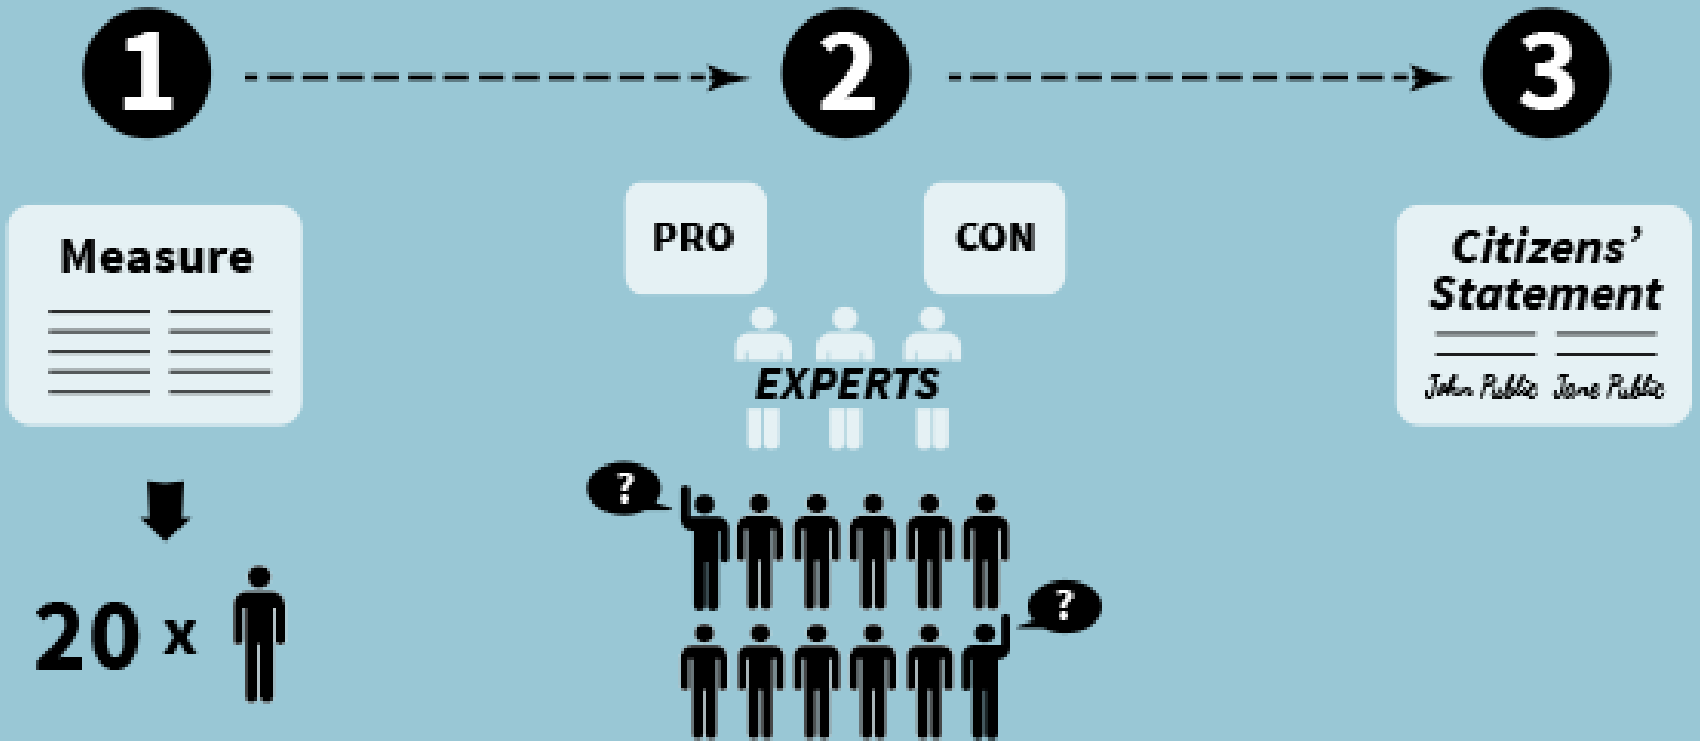 1
2
3
Measure
20 x
PRO
CON
EXPERTS
?
?
Citizens’
Statement
John Public Jane Public